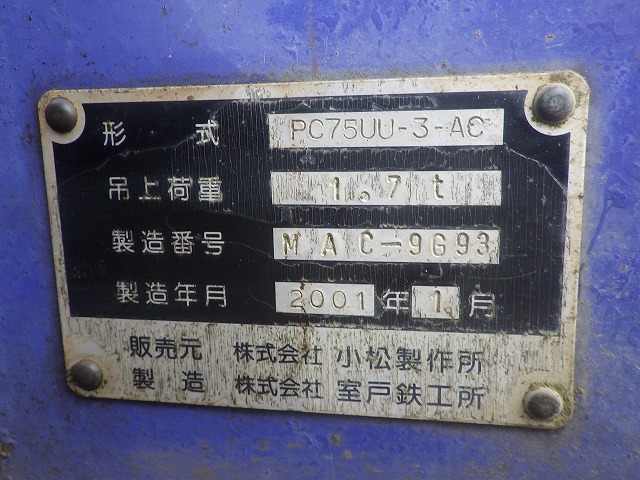 形式 PC75UU-3-AC
吊上荷重 1.7t
製造番号 MAC-9G93
製造年月 2001年1月
販売元 株式会社 小松製作所
製造 株式会社 室戸鉄工所